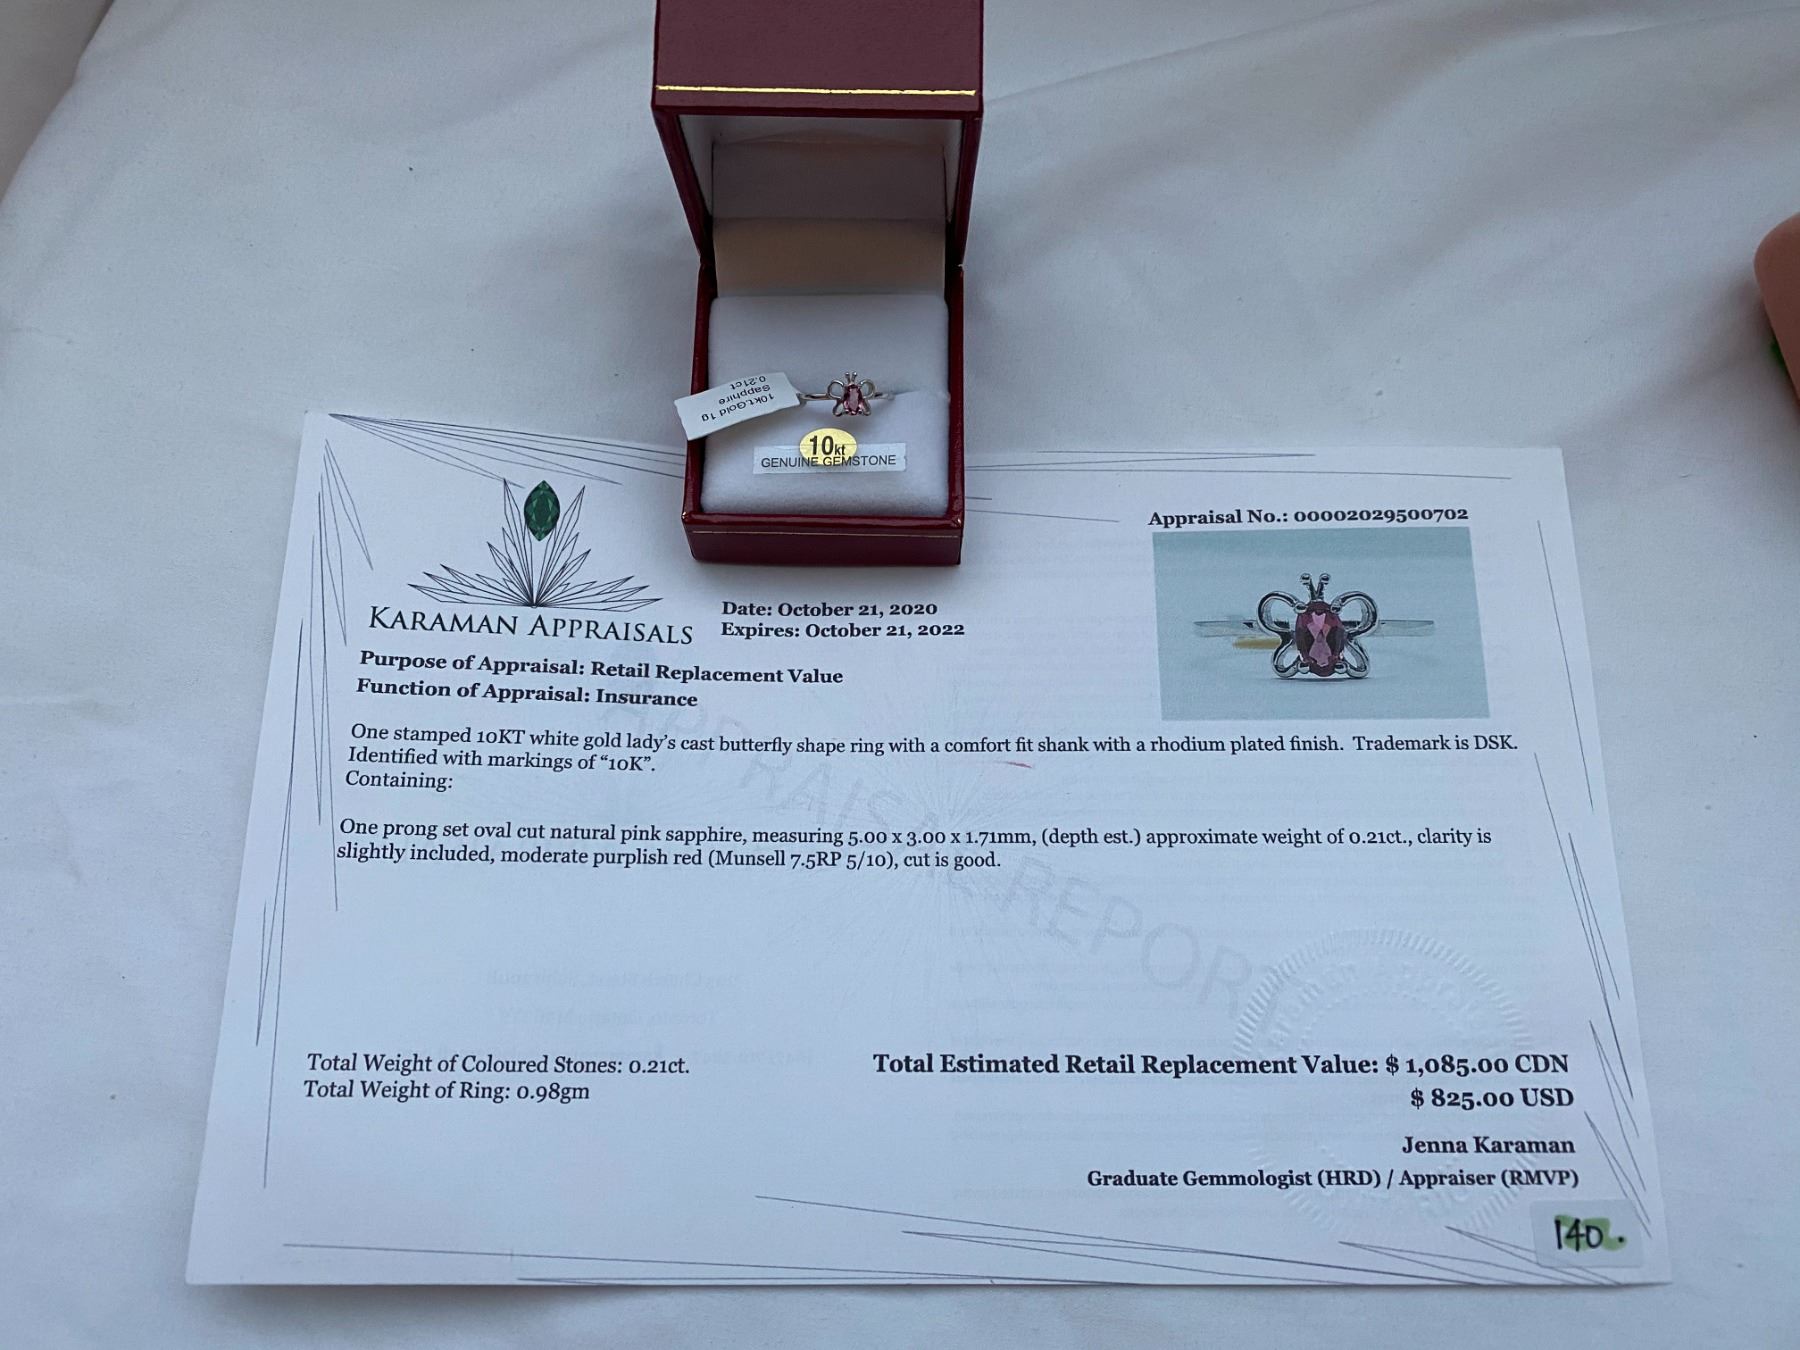 10kt.Gold 1g
Sapphire
0.21ct
10kt
GENUINE GEMSTONE
KARAMAN APPRAISALS
Appraisal No.: 00002029500702
Date: October 21, 2020
Expires: October 21, 2022
Purpose of Appraisal: Retail Replacement Value
Function of Appraisal: Insurance
One stamped 10KT white gold lady's cast butterfly shape ring with a comfort fit shank with a rhodium plated finish. Trademark is DSK.
Identified with markings of "10K".
Containing:
One prong set oval cut natural pink sapphire, measuring 5.00 x 3.00 x 1.71mm, (depth est.) approximate weight of 0.21ct., clarity is
slightly included, moderate purplish red (Munsell 7.5RP 5/10), cut is good.
APPRAISAL REPORT
Total Weight of Coloured Stones: 0.21ct.
Total Weight of Ring: 0.98gm
Total Estimated Retail Replacement Value: $ 1,085.00 CDN
$ 825.00 USD
Jenna Karaman
Graduate Gemmologist (HRD) / Appraiser (RMVP)
140.